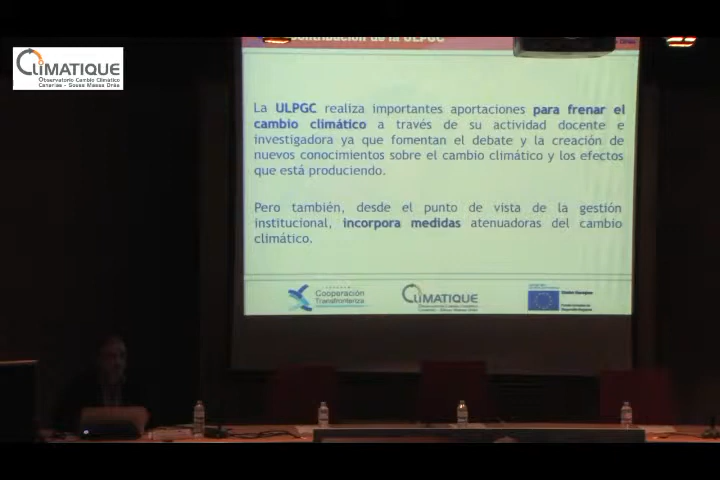 Contribución de la ULPGC
CLIMATIQUE
Observatorio Cambio Climático
Canarias - Souss Massa Drâa
La ULPGC realiza importantes aportaciones para frenar el
cambio climático a través de su actividad docente e
investigadora ya que fomentan el debate y la creación de
nuevos conocimientos sobre el cambio climático y los efectos
que está produciendo.
Pero también, desde el punto de vista de la gestión
institucional, incorpora medidas atenuadoras del cambio
climático.
Cooperación
Transfronteriza
CLIMATIQUE